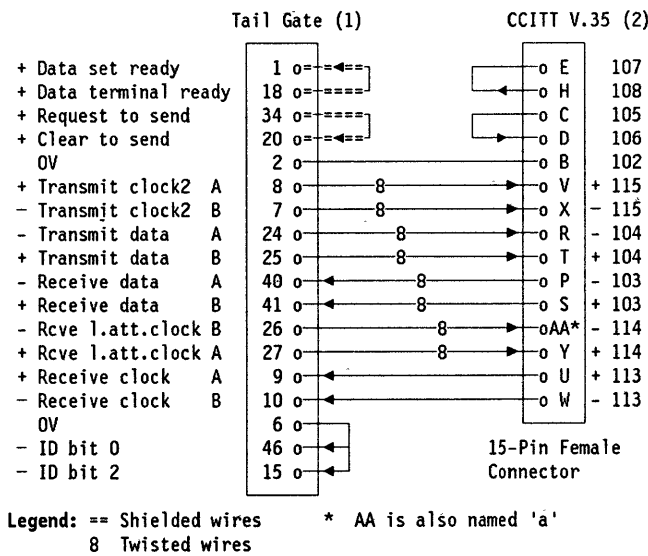 Tail Gate (1) CCITT V.35 (2)
+ Data set ready 1 o=+=◄==┐ o E 107
+ Data terminal ready 18 o=+====┘ o H 108
+ Request to send 34 o=+====┐ o C 105
+ Clear to send 20 o=+=◄==┘ o D 106
0V 2 o o B 102
+ Transmit clock2 A 8 o 8 o V + 115
- Transmit clock2 B 7 o 8 o X - 115
- Transmit data A 24 o 8 o R - 104
+ Transmit data B 25 o 8 o T + 104
- Receive data A 40 o 8 o P - 103
+ Receive data B 41 o 8 o S + 103
- Rcve l.att.clock B 26 o 8 oAA* - 114
+ Rcve l.att.clock A 27 o 8 o Y + 114
+ Receive clock A 9 o o U + 113
- Receive clock B 10 o o W - 113
0V 6 o
- ID bit 0 46 o 15-Pin Female
- ID bit 2 15 o Connector
Legend: == Shielded wires * AA is also named 'a'
8 Twisted wires